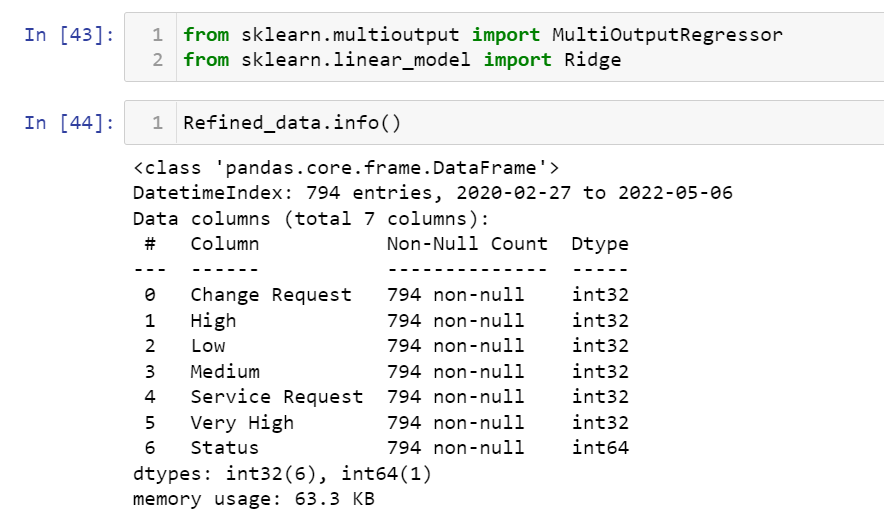 In [43]:
1 from sklearn.multioutput import MultiOutputRegressor
2 from sklearn.linear_model import Ridge
In [44]:
1 Refined_data.info()
<class 'pandas.core.frame.DataFrame'>
DatetimeIndex: 794 entries, 2020-02-27 to 2022-05-06
Data columns (total 7 columns):
 #   Column           Non-Null Count  Dtype
---  ------           --------------  -----
 0   Change Request   794 non-null    int32
 1   High             794 non-null    int32
 2   Low              794 non-null    int32
 3   Medium           794 non-null    int32
 4   Service Request  794 non-null    int32
 5   Very High        794 non-null    int32
 6   Status           794 non-null    int64
dtypes: int32(6), int64(1)
memory usage: 63.3 KB